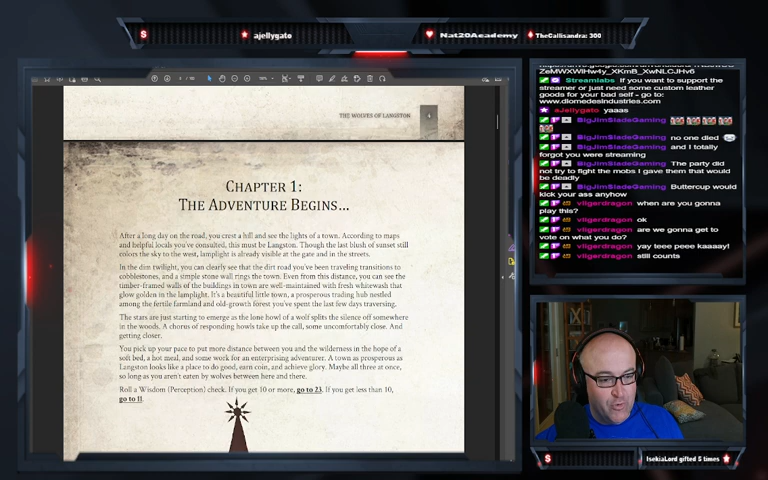 ajellygato
Nat20Academy
TheCallisandra: 300
THE WOLVES OF LANGSTON
4
CHAPTER 1:
THE ADVENTURE BEGINS...
After a long day on the road, you crest a hill and see the lights of a town. According to maps
and helpful locals you've consulted, this must be Langston. Though the last blush of sunset still
colors the sky to the west, lamplight is already visible at the gate and in the streets.
In the dim twilight, you can clearly see that the dirt road you've been traveling transitions to
cobblestones, and a simple stone wall rings the town. Even from this distance, you can see the
timber-framed walls of the buildings in town are well-maintained with fresh whitewash that
glow golden in the lamplight. It's a beautiful little town, a prosperous trading hub nestled
among the fertile farmland and old-growth forest you've spent the last few days traversing.
The stars are just starting to emerge as the lone howl of a wolf splits the silence off somewhere
in the woods. A chorus of responding howls take up the call, some uncomfortably close. And
getting closer.
You pick up your pace to put more distance between you and the wilderness in the hope of a
soft bed, a hot meal, and some work for an enterprising adventurer. A town as prosperous as
Langston looks like a place to do good, earn coin, and achieve glory. Maybe all three at once,
so long as you aren't eaten by wolves between here and there.
Roll a Wisdom (Perception) check. If you get 10 or more, go to 23. If you get less than 10,
go to 11.
Streamlabs If you want to support the
streamer or just need some custom leather
goods for your bad self - go to:
www.diomedesindustries.com
aJellygato yaaas
BigJimSladeGaming
BigJimSladeGaming no one died
BigJimSladeGaming and I totally
forgot you were streaming
BigJimSladeGaming The party did
not try to fight the mobs I gave them that would
be deadly
BigJimSladeGaming Buttercup would
kick your ass anyhow
vilgerdragon when are you gonna
play this?
vilgerdragon ok
vilgerdragon are we gonna get to
vote on what you do?
vilgerdragon yay teee peee kaaaay!
vilgerdragon still counts
IsekiaLord gifted 5 times